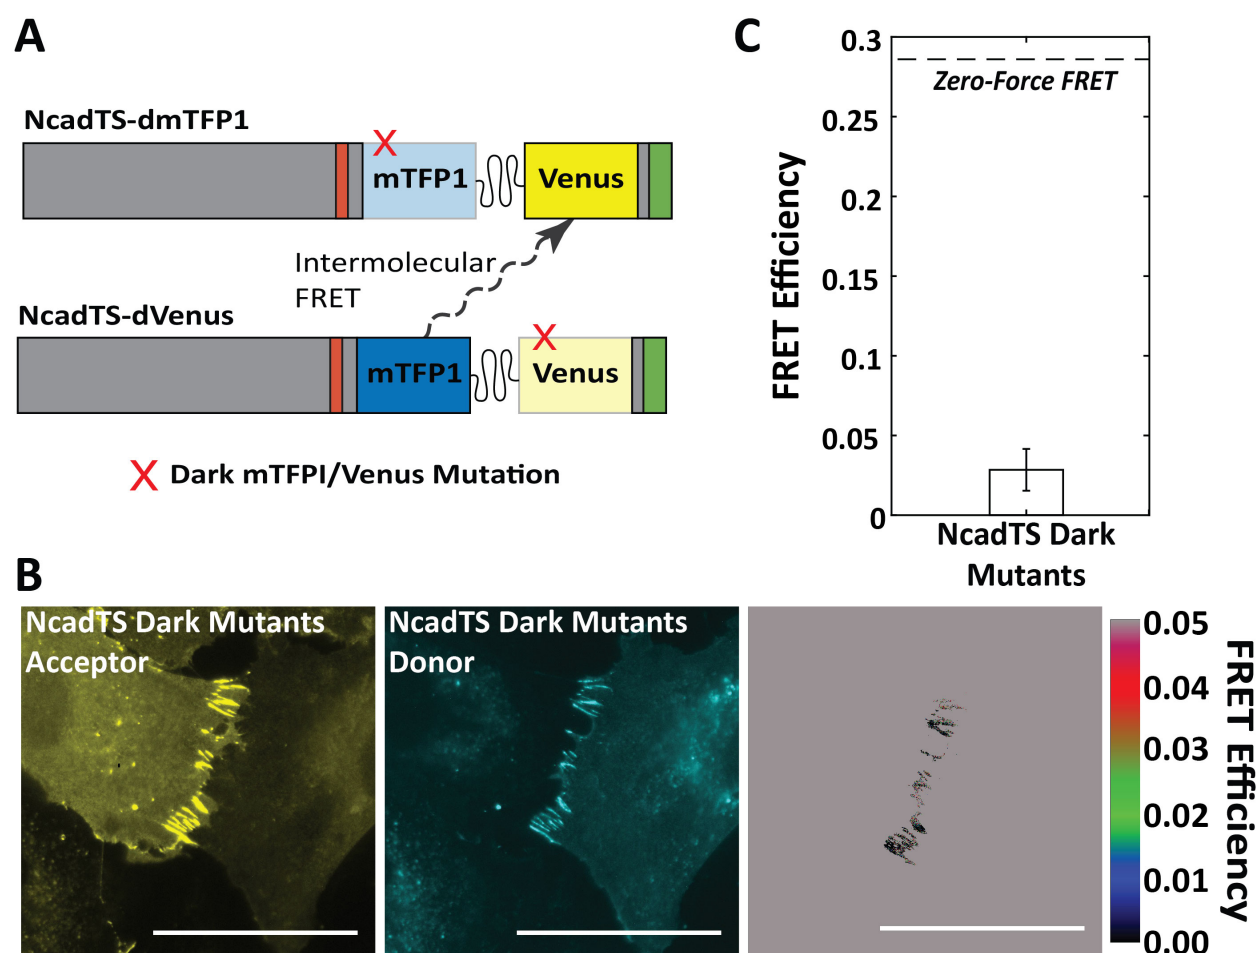 A
NcadTS-dmTFP1
X
mTFP1
Venus
Intermolecular
FRET
NcadTS-dVenus
X
mTFP1
Venus
X Dark mTFPI/Venus Mutation
C
FRET Efficiency
0.3
Zero-Force FRET
0.25
0.2
0.15
0.1
0.05
0
NcadTS Dark
Mutants
B
NcadTS Dark Mutants
Acceptor
NcadTS Dark Mutants
Donor
0.05
0.04
0.03
0.02
0.01
0.00
FRET Efficiency